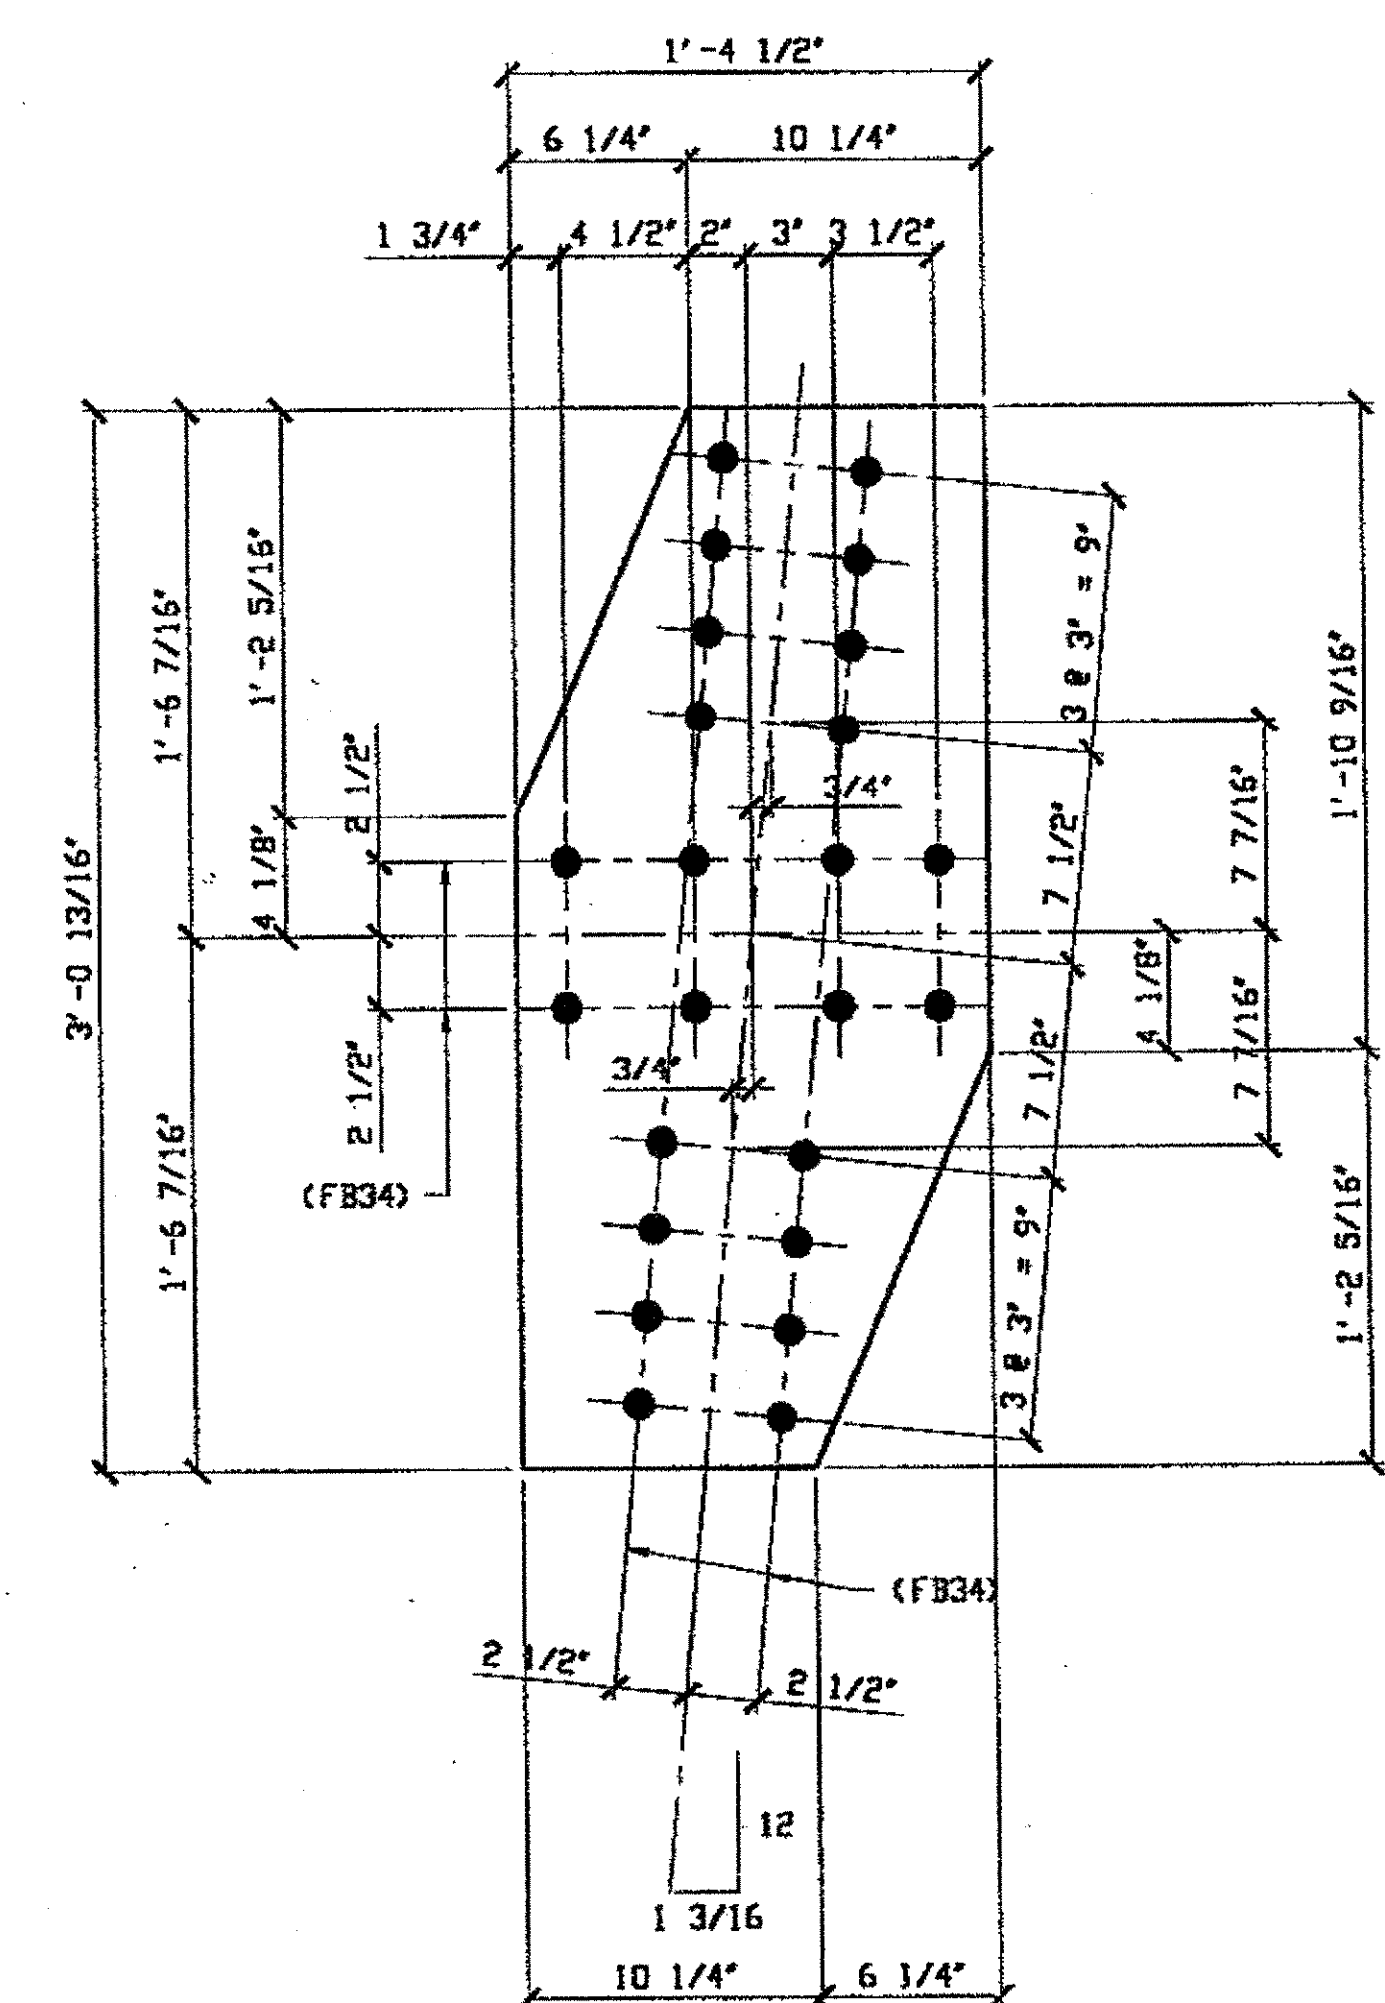 1'-4 1/2"
6 1/4" 10 1/4"
1 3/4" 4 1/2" 2" 3" 3 1/2"
3 @ 3" = 9"
1'-2 5/16"
1'-6 7/16"
1'-10 9/16"
2 1/2"
3/4"
7 7/16"
7 1/2"
4 1/8"
3'-0 13/16"
4 1/8"
7 7/16"
7 1/2"
3/4"
2 1/2"
1'-6 7/16"
(FB34)
3 @ 3" = 9"
1'-2 5/16"
(FB34)
2 1/2" 2 1/2"
12
1 3/16
10 1/4" 6 1/4"